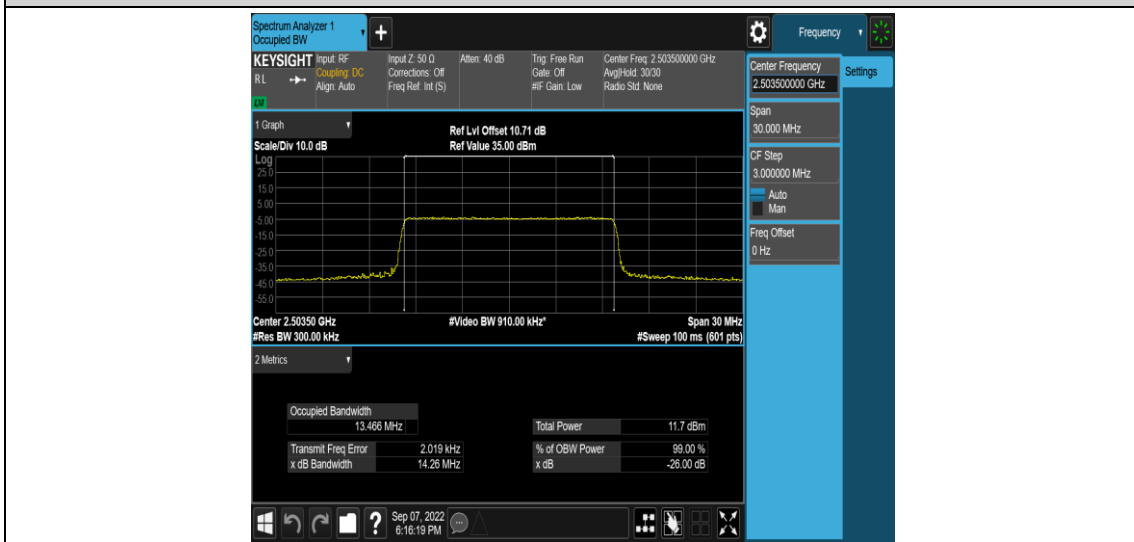 Spectrum Analyzer 1
Occupied BW
+
Frequency
KEYSIGHT
RL
Input: RF
Coupling: DC
Align: Auto
Input Z: 50 Ω
Corrections: Off
Freq Ref: Int (S)
Atten: 40 dB
Trig: Free Run
Gate: Off
#IF Gain: Low
Center Freq: 2.503500000 GHz
Avg|Hold: 30/30
Radio Std: None
Center Frequency
2.503500000 GHz
Settings
Span
30.000 MHz
CF Step
3.000000 MHz
Auto
Man
Freq Offset
0 Hz
1 Graph
Scale/Div 10.0 dB
Ref Lvl Offset 10.71 dB
Ref Value 35.00 dBm
Log
25.0
15.0
5.00
-5.00
-15.0
-25.0
-35.0
-45.0
-55.0
Center 2.50350 GHz
#Res BW 300.00 kHz
#Video BW 910.00 kHz*
Span 30 MHz
#Sweep 100 ms (601 pts)
2 Metrics
Occupied Bandwidth
13.466 MHz
Transmit Freq Error 2.019 kHz
x dB Bandwidth 14.26 MHz
Total Power 11.7 dBm
% of OBW Power 99.00 %
x dB -26.00 dB
?
Sep 07, 2022
6:16:19 PM